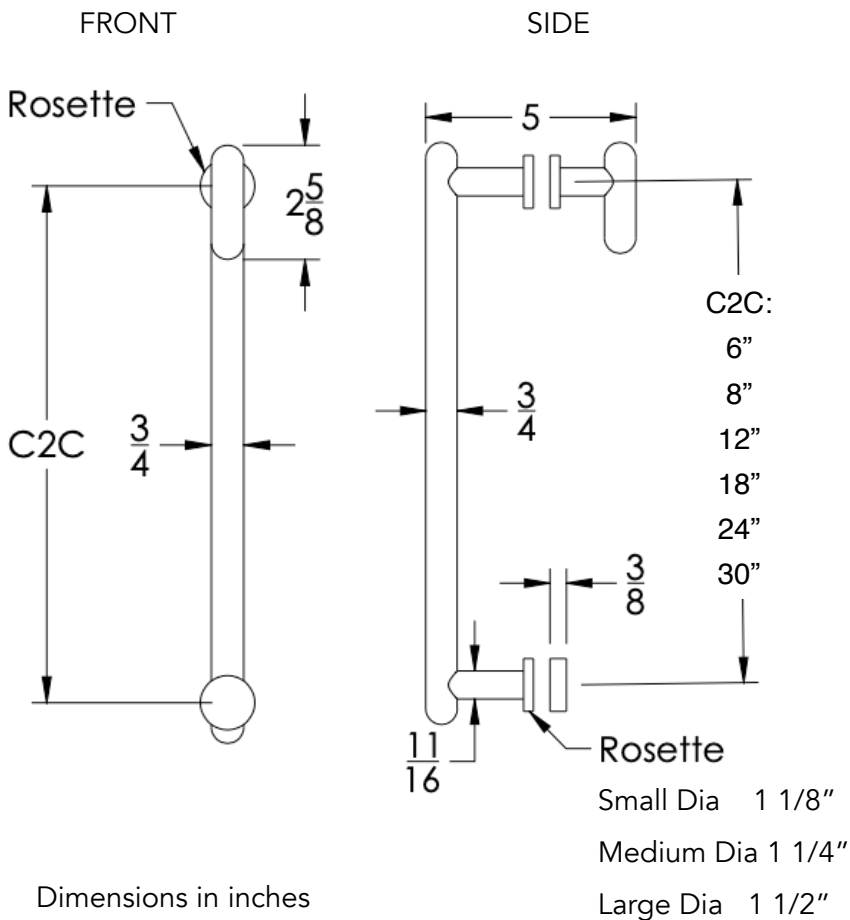 FRONT
SIDE
Rosette
5
2 5/8
C2C
3/4
3/4
C2C:
6”
8”
12”
18”
24”
30”
3/8
11/16
Rosette
Small Dia 1 1/8”
Medium Dia 1 1/4”
Large Dia 1 1/2”
Dimensions in inches